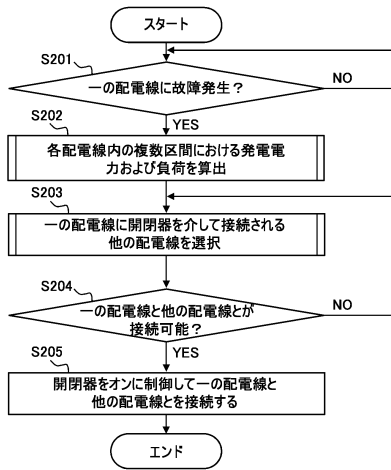 スタート
S201
一の配電線に故障発生？
NO
YES
S202
各配電線内の複数区間における発電電
力および負荷を算出
S203
一の配電線に開閉器を介して接続される
他の配電線を選択
S204
一の配電線と他の配電線とが
接続可能？
NO
YES
S205
開閉器をオンに制御して一の配電線と
他の配電線とを接続する
エンド